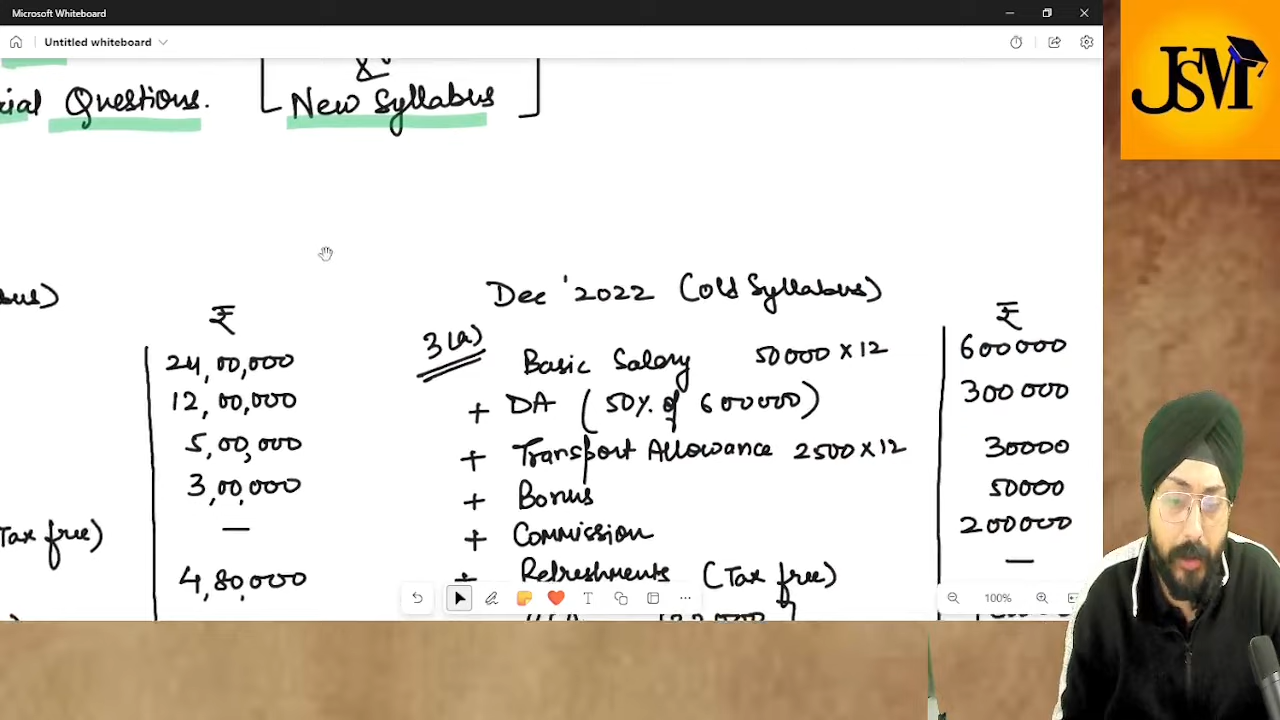 Microsoft Whiteboard
Untitled whiteboard
Questions.
New Syllabus
JSM
Dec '2022 (Old Syllabus)
₹
₹
3(a)
24,00,000
Basic Salary 50000 × 12 600000
12,00,000
+ DA (50% of 600000) 300000
5,00,000
+ Transport Allowance 2500 × 12 30000
3,00,000
+ Bonus 50000
—
+ Commission 200000
Tax free)
+ Refreshments (Tax free) —
4,80,000
100%